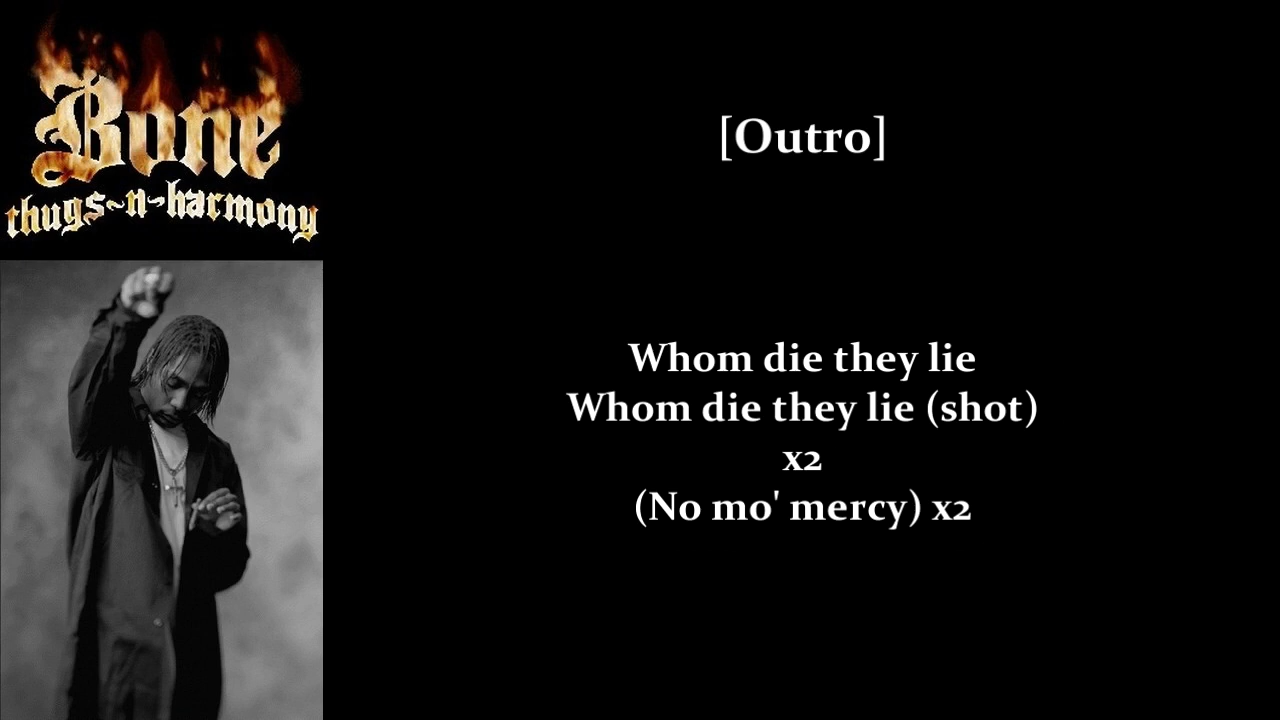 Bone
thugs~n~harmony
[Outro]
Whom die they lie
Whom die they lie (shot)
x2
(No mo' mercy) x2